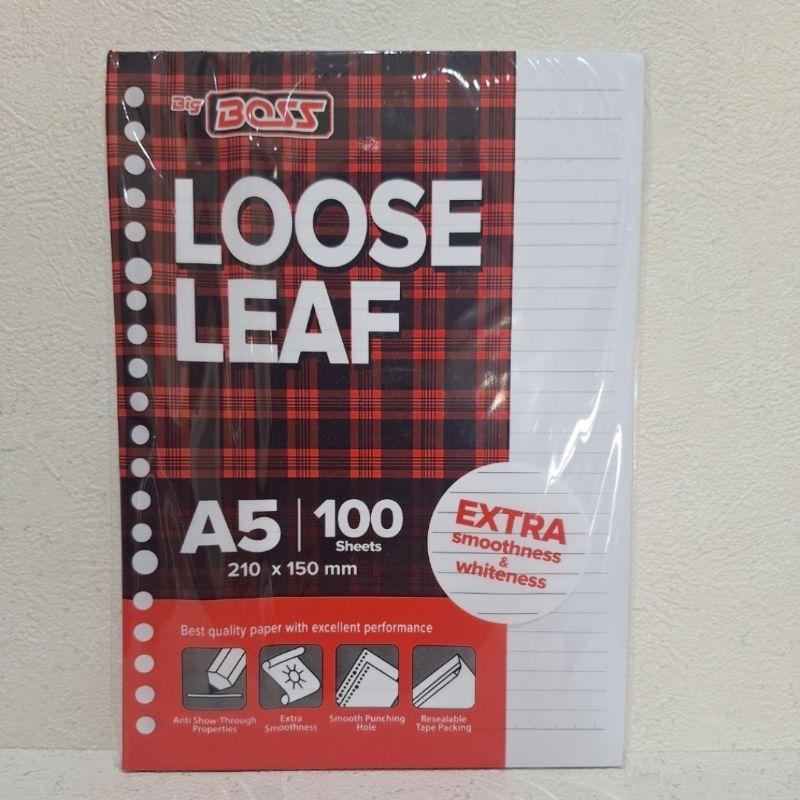 Big BOSS
LOOSE
LEAF
A5 | 100
Sheets
210 x 150 mm
EXTRA
smoothness
&
whiteness
Best quality paper with excellent performance
Anti Show-Through
Properties
Extra
Smoothness
Smooth Punching
Hole
Resealable
Tape Packing